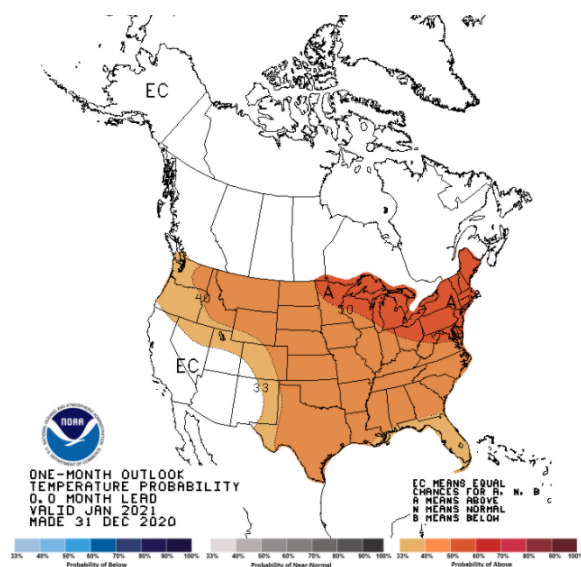 EC
A
40
50
A
EC
33
NOAA
ONE-MONTH OUTLOOK
TEMPERATURE PROBABILITY
0.0 MONTH LEAD
VALID JAN 2021
MADE 31 DEC 2020
EC MEANS EQUAL
CHANCES FOR A, N, B
A MEANS ABOVE
N MEANS NORMAL
B MEANS BELOW
33% 40% 50% 60% 70% 80% 90% 100%
Probability of Below
33% 40% 50% 60% 70% 80% 90% 100%
Probability of Near-Normal
33% 40% 50% 60% 70% 80% 90% 100%
Probability of Above